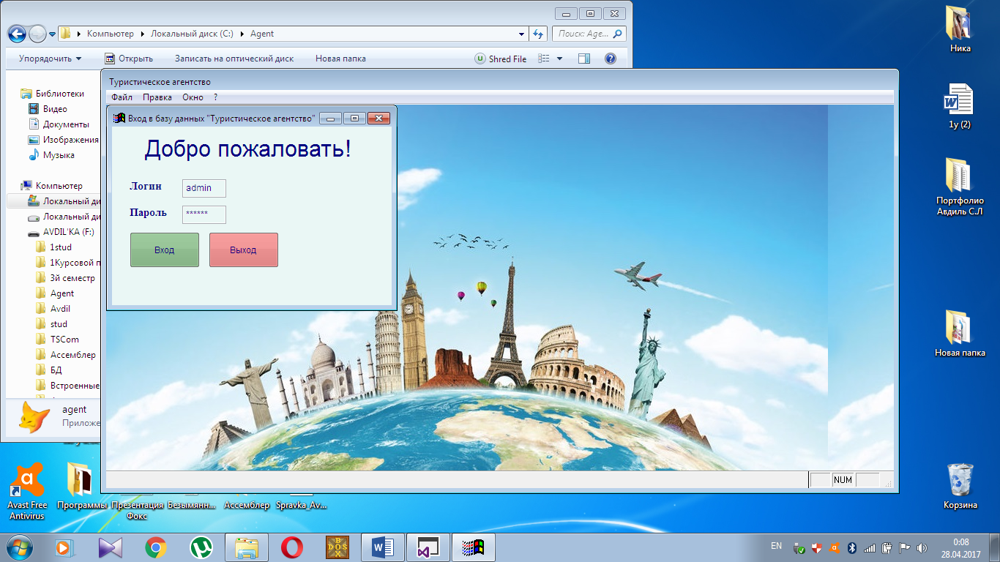 Компьютер
Локальный диск (C:)
Agent
Поиск: Age...
Упорядочить
Открыть
Записать на оптический диск
Новая папка
Shred File
Библиотеки
Видео
Документы
Изображения
Музыка
Компьютер
Локальный ди
Локальный ди
AVDIL'KA (F:)
1stud
1Курсовой п
3й семестр
Agent
Avdil
stud
TSCom
Ассемблер
БД
Встроенные
agent
Приложе
Туристическое агентство
Файл Правка Окно ?
Вход в базу данных "Туристическое агентство"
Добро пожаловать!
Логин admin
Пароль ******
Вход Выход
NUM
Ника
1у (2)
Портфолио
Авдиль С.Л
Новая папка
Корзина
Avast Free
Antivirus
Программы
Презентация
Фокс
Безымянн...
Ассемблер
Spravka_Av...
DOS
BOX
EN
0:08
28.04.2017